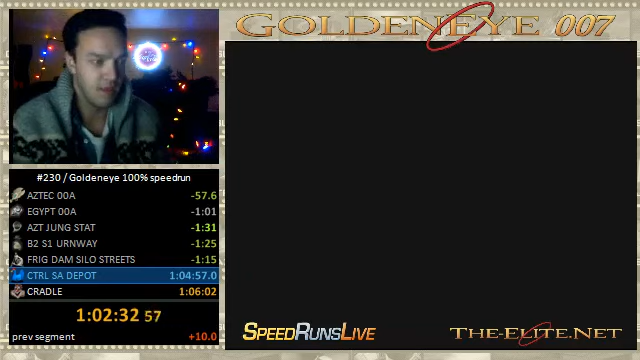 GOLDENEYE 007
#230 / Goldeneye 100% speedrun
AZTEC 00A -57.6
EGYPT 00A -1:01
AZT JUNG STAT -1:31
B2 S1 URNWAY -1:25
FRIG DAM SILO STREETS -1:15
CTRL SA DEPOT 1:04:57.0
CRADLE 1:06:02
1:02:32 57
prev segment +10.0
SPEEDRUNSLIVE
THE-ELITE.NET